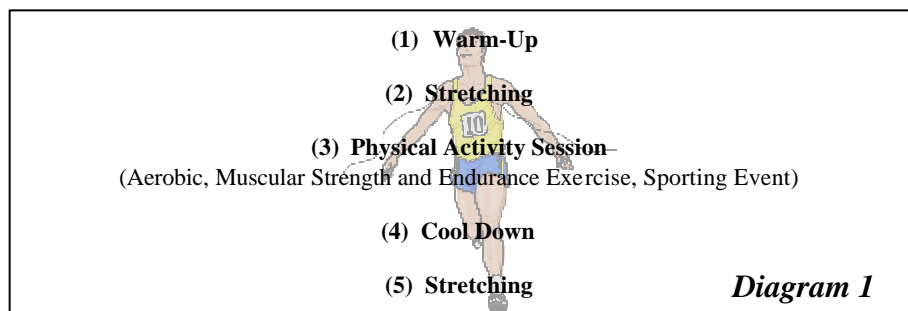 (1) Warm-Up
(2) Stretching
10
(3) Physical Activity Session
(Aerobic, Muscular Strength and Endurance Exercise, Sporting Event)
(4) Cool Down
(5) Stretching
Diagram 1